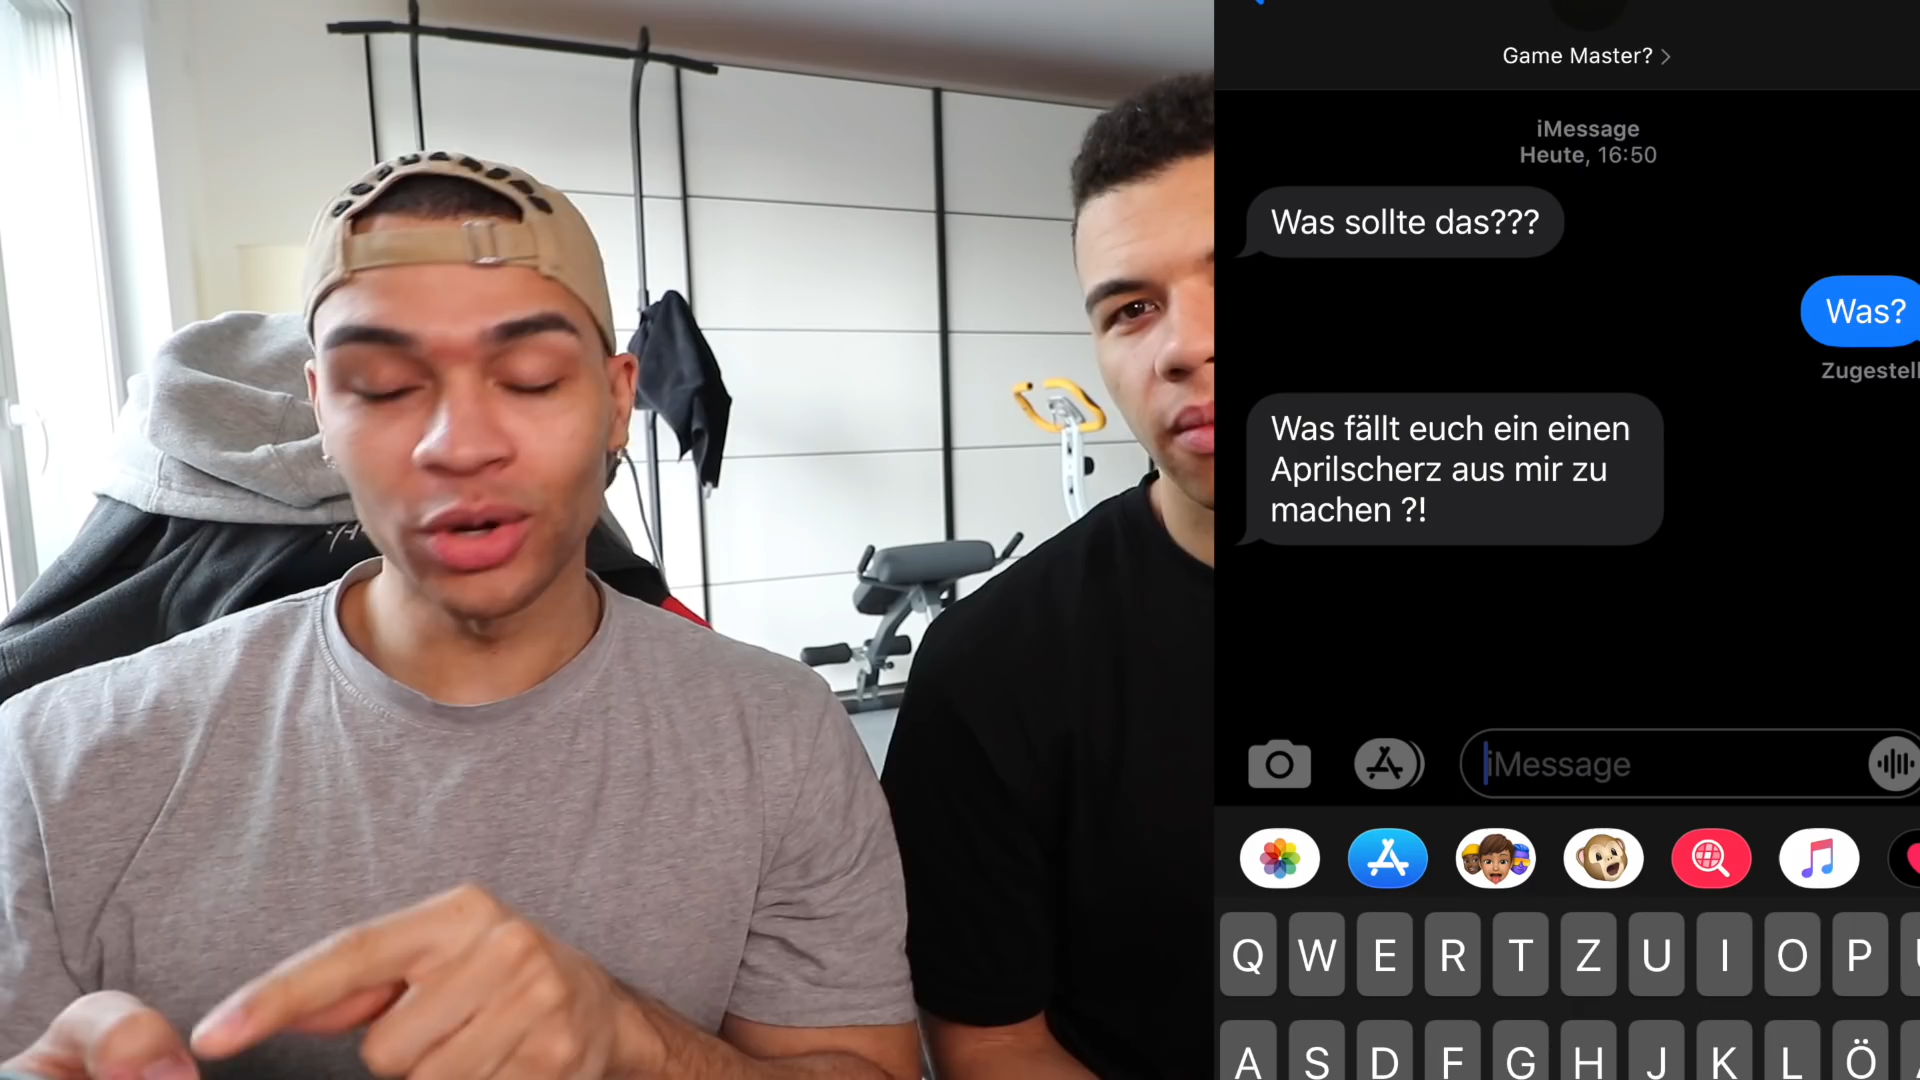 Game Master?
iMessage
Heute, 16:50
Was sollte das???
Was?
Zugestell
Was fällt euch ein einen
Aprilscherz aus mir zu
machen ?!
iMessage
Q W E R T Z U I O P
A S D F G H J K L Ö